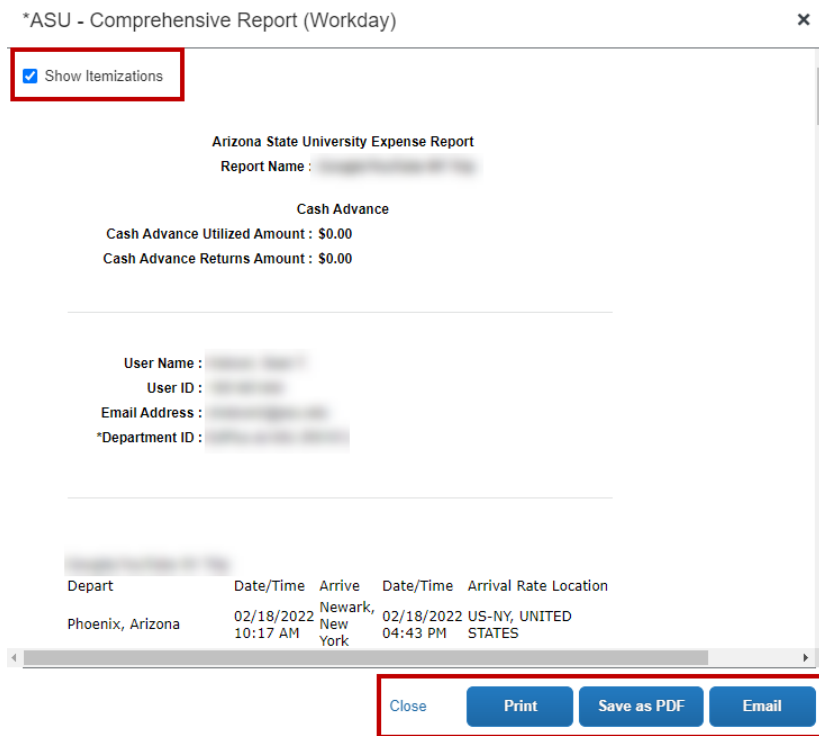 *ASU - Comprehensive Report (Workday)
Show Itemizations
Arizona State University Expense Report
Report Name :
Cash Advance
Cash Advance Utilized Amount : $0.00
Cash Advance Returns Amount : $0.00
User Name :
User ID :
Email Address :
*Department ID :
Depart Date/Time Arrive Date/Time Arrival Rate Location
Phoenix, Arizona 02/18/2022 10:17 AM Newark, New York 02/18/2022 04:43 PM US-NY, UNITED STATES
Close Print Save as PDF Email